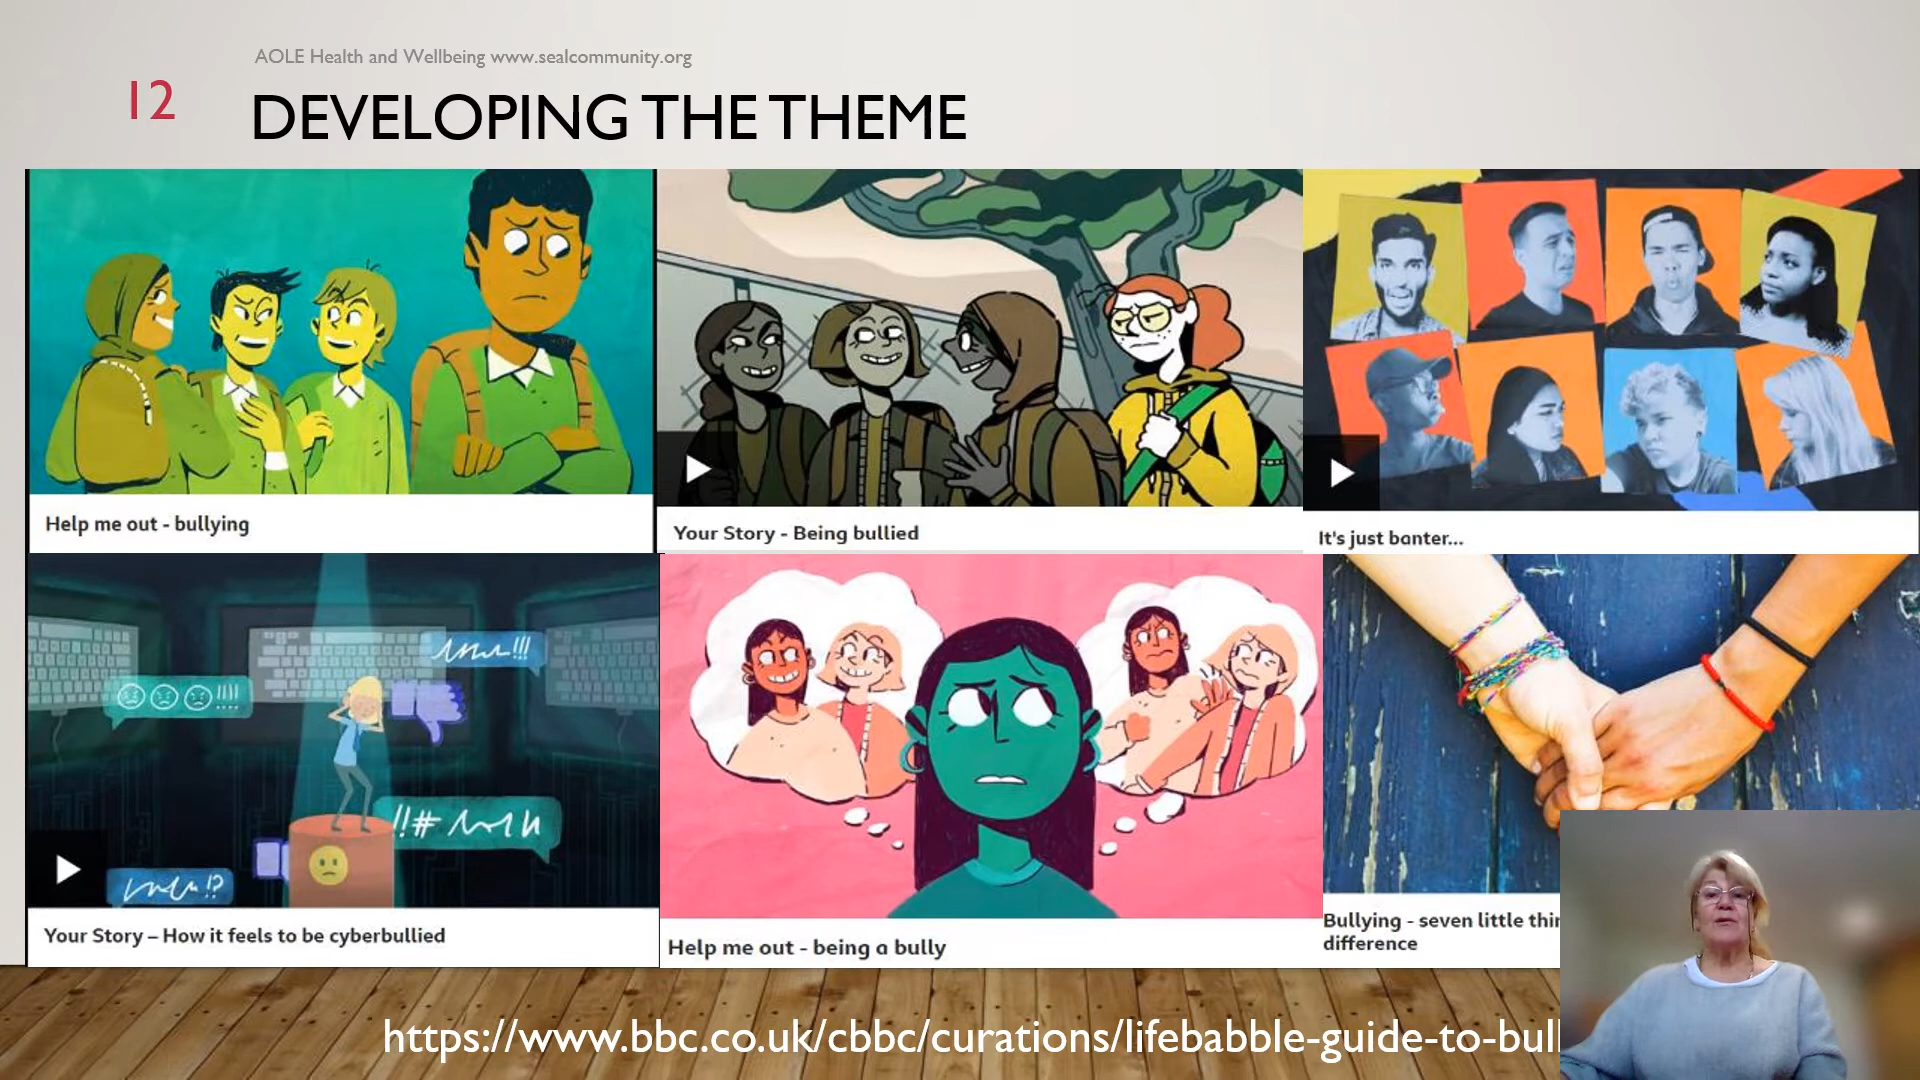 AOLE Health and Wellbeing www.sealcommunity.org
12
DEVELOPING THE THEME
Help me out - bullying
Your Story - Being bullied
It's just banter...
!!!
!!!!
!!#
!?
Your Story – How it feels to be cyberbullied
Help me out - being a bully
Bullying - seven little
difference
https://www.bbc.co.uk/cbbc/curations/lifebabble-guide-to-bul